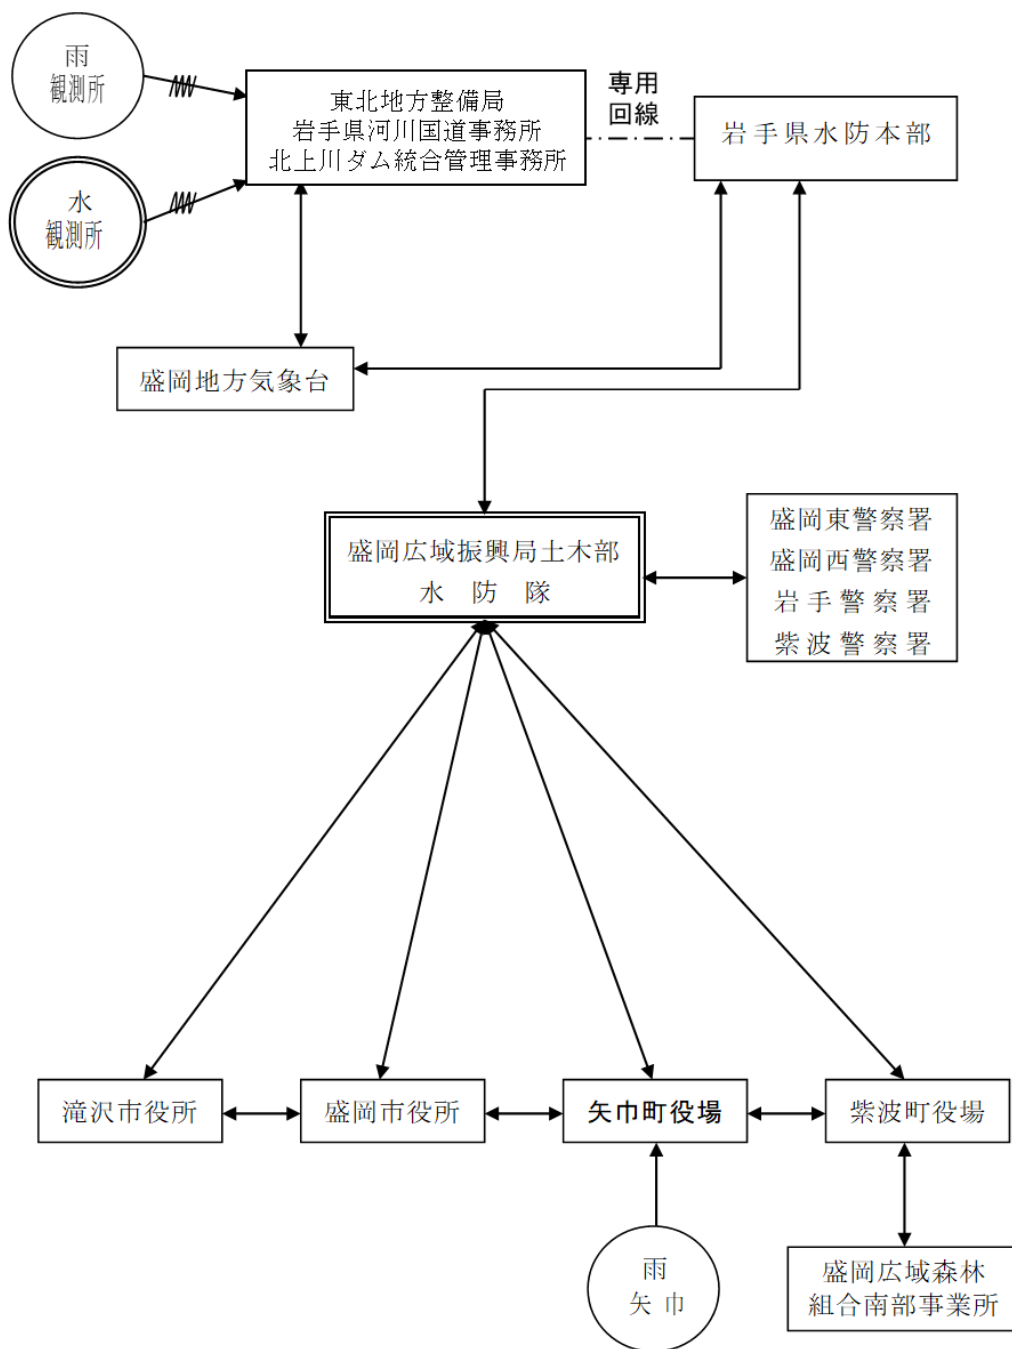 雨
観測所
東北地方整備局
岩手県河川国道事務所
北上川ダム統合管理事務所
専用
回線
岩手県水防本部
水
観測所
盛岡地方気象台
盛岡広域振興局土木部
水防隊
盛岡東警察署
盛岡西警察署
岩手警察署
紫波警察署
滝沢市役所
盛岡市役所
矢巾町役場
紫波町役場
雨
矢巾
盛岡広域森林
組合南部事業所